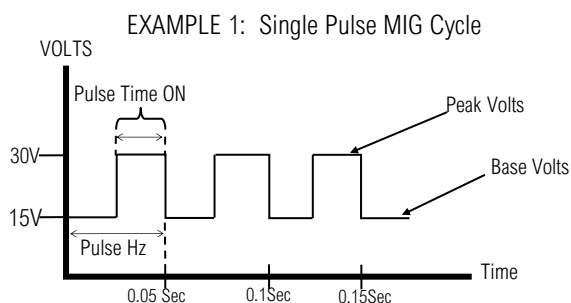 EXAMPLE 1: Single Pulse MIG Cycle
VOLTS
Pulse Time ON
Peak Volts
30V
Base Volts
15V
Pulse Hz
Time
0.05 Sec
0.1Sec
0.15Sec